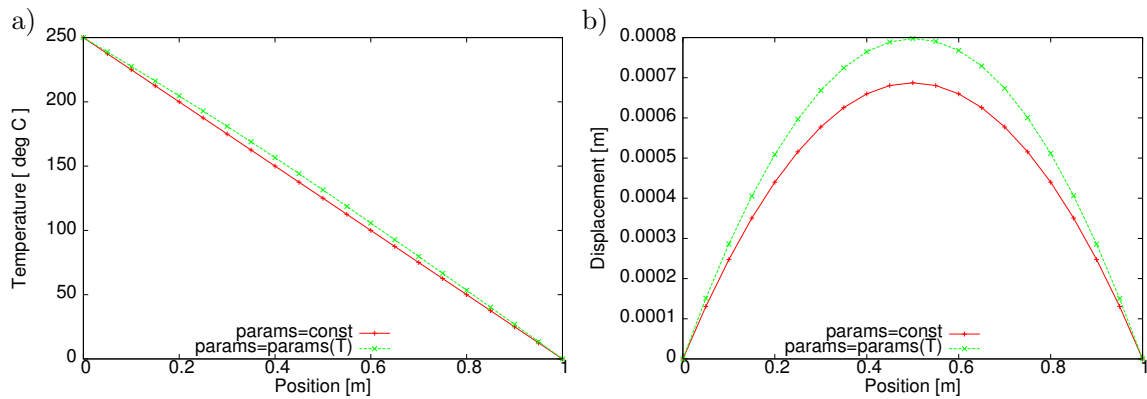 a)
Temperature [ deg C ]
250
200
150
100
50
0
params=const
params=params(T)
0
0.2
0.4
0.6
0.8
1
Position [m]
b)
Displacement [m]
0.0008
0.0007
0.0006
0.0005
0.0004
0.0003
0.0002
0.0001
0
params=const
params=params(T)
0
0.2
0.4
0.6
0.8
1
Position [m]